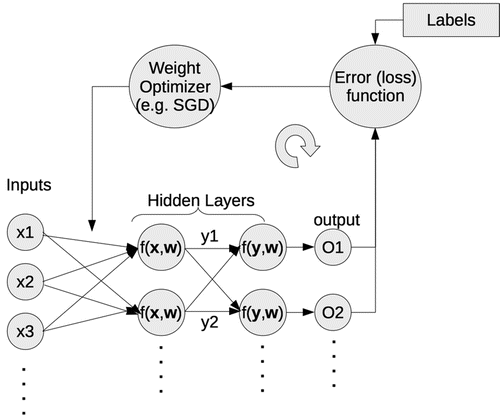 Labels
Weight
Optimizer
(e.g. SGD)
Error (loss)
function
Inputs
Hidden Layers
output
x1
f(x,w)
y1
f(y,w)
O1
x2
x3
f(x,w)
y2
f(y,w)
O2